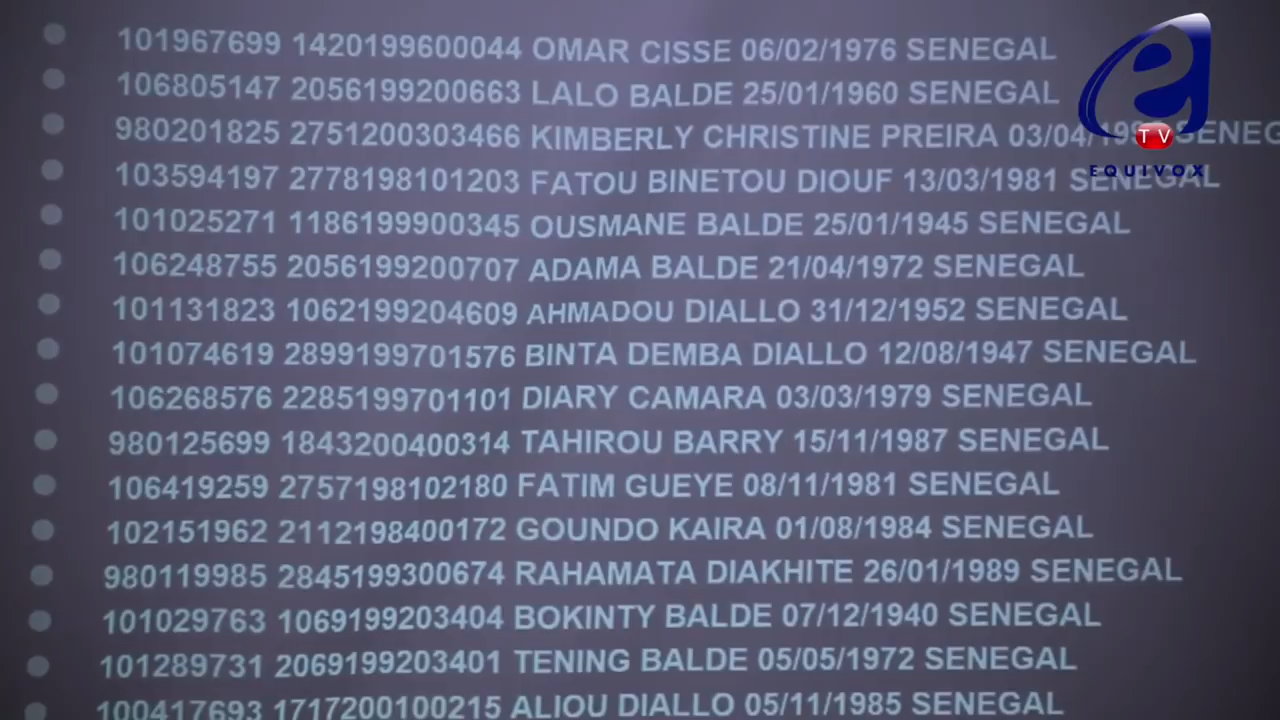 101967699 1420199600044 OMAR CISSE 06/02/1976 SENEGAL
106805147 2056199200663 LALO BALDE 25/01/1960 SENEGAL
980201825 2751200303466 KIMBERLY CHRISTINE PREIRA
103594197 2778198101203 FATOU BINETOU DIOUF 13/03/1981 SENEGAL
101025271 1186199900345 OUSMANE BALDE 25/01/1945 SENEGAL
106248755 2056199200707 ADAMA BALDE 21/04/1972 SENEGAL
101131823 1062199204609 AHMADOU DIALLO 31/12/1952 SENEGAL
101074619 2899199701576 BINTA DEMBA DIALLO 12/08/1947 SENEGAL
106268576 2285199701101 DIARY CAMARA 03/03/1979 SENEGAL
980125699 1843200400314 TAHIROU BARRY 15/11/1987 SENEGAL
106419259 2757198102180 FATIM GUEYE 08/11/1981 SENEGAL
102151962 2112198400172 GOUNDO KAIRA 01/08/1984 SENEGAL
980119985 2845199300674 RAHAMATA DIAKHITE 26/01/1989 SENEGAL
101029763 1069199203404 BOKINTY BALDE 07/12/1940 SENEGAL
101289731 2069199203401 TENING BALDE 05/05/1972 SENEGAL
100417693 1717200100215 ALIOU DIALLO 05/11/1985 SENEGAL
e
TV
EQUIVOX